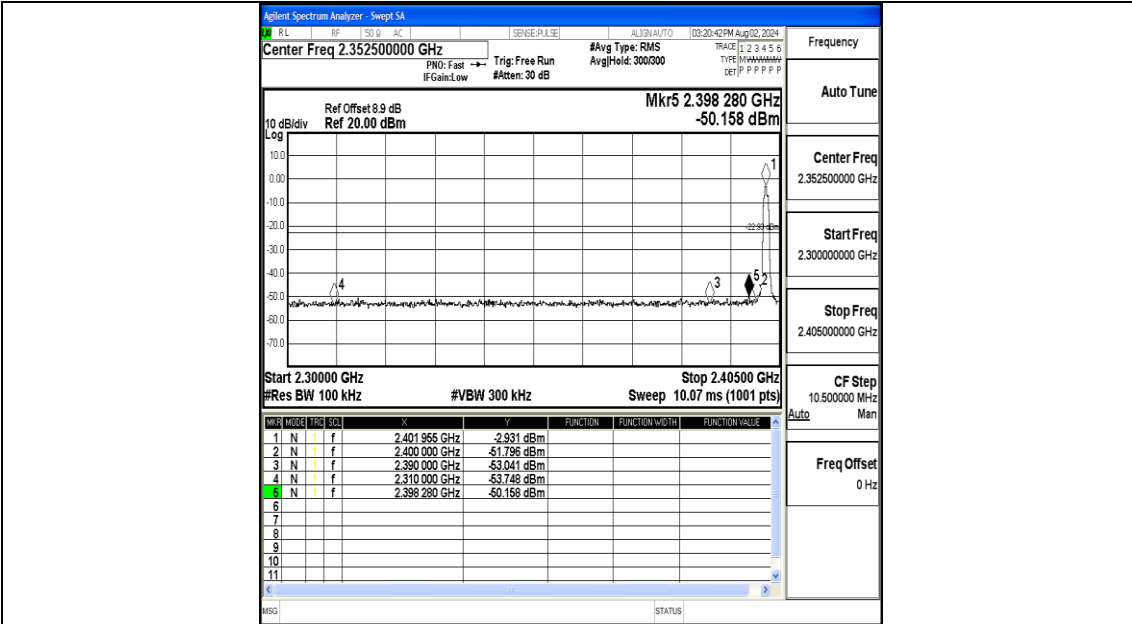 Agilent Spectrum Analyzer - Swept SA
RL RF 50 Ω AC SENSE:PULSE ALIGN AUTO 03:20:42PM Aug 02, 2024
Center Freq 2.352500000 GHz
PNO: Fast
IFGain:Low
Trig: Free Run
#Atten: 30 dB
#Avg Type: RMS
Avg|Hold: 300/300
TRACE 1 2 3 4 5 6
TYPE MWWWWW
DET P P P P P P
Frequency
Auto Tune
Center Freq
2.352500000 GHz
Start Freq
2.300000000 GHz
Stop Freq
2.405000000 GHz
CF Step
10.500000 MHz
Auto Man
Freq Offset
0 Hz
Mkr5 2.398 280 GHz
-50.158 dBm
Ref Offset 8.9 dB
10 dB/div Ref 20.00 dBm
Log
10.0
0.00
-10.0
-20.0
-30.0
-40.0
-50.0
-60.0
-70.0
1
-22.93 dBm
4
3
5
2
Start 2.30000 GHz Stop 2.40500 GHz
#Res BW 100 kHz #VBW 300 kHz Sweep 10.07 ms (1001 pts)
MKR MODE TRC SCL X Y FUNCTION FUNCTION WIDTH FUNCTION VALUE
1 N 1 f 2.401 955 GHz -2.931 dBm
2 N 1 f 2.400 000 GHz -51.796 dBm
3 N 1 f 2.390 000 GHz -53.041 dBm
4 N 1 f 2.310 000 GHz -53.748 dBm
5 N 1 f 2.398 280 GHz -50.158 dBm
6
7
8
9
10
11
MSG STATUS